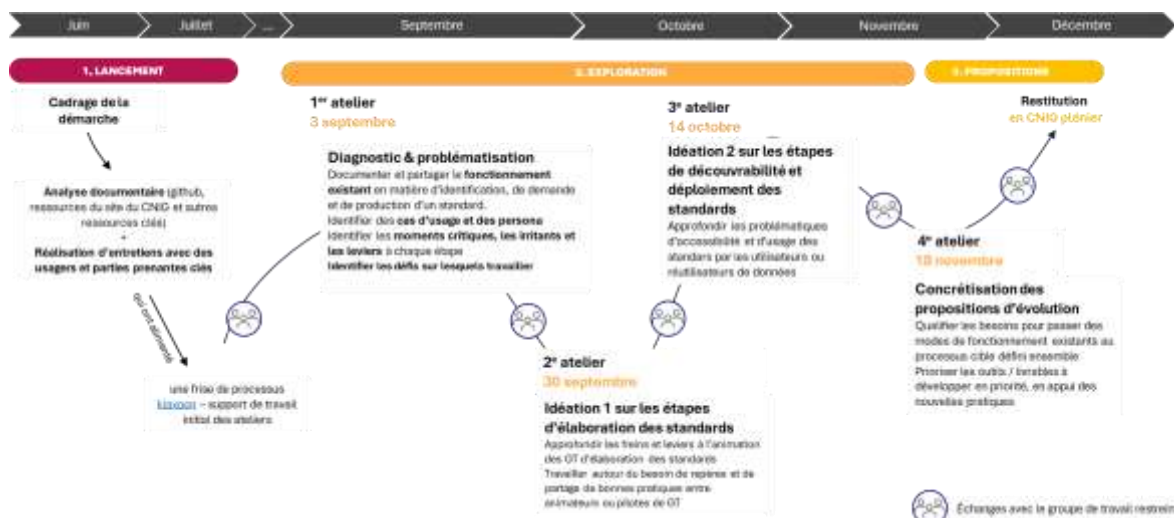 Juin
Juillet
...
Septembre
Octobre
Novembre
Décembre
1. LANCEMENT
2. EXPLORATION
3. PROPOSITIONS
Cadrage de la
démarche
Analyse documentaire (github,
ressources du site du CNIG et autres
ressources clés)
+
Réalisation d'entretiens avec des
usagers et parties prenantes clés
qui ont alimenté
une frise de processus
klaxoon – support de travail
initial des ateliers
1er atelier
3 septembre
Diagnostic & problématisation
Documenter et partager le fonctionnement
existant en matière d'identification, de demande
et de production d'un standard.
Identifier des cas d'usage et des persona
Identifier les moments critiques, les irritants et
les leviers à chaque étape
Identifier les défis sur lesquels travailler
2e atelier
30 septembre
Idéation 1 sur les étapes
d'élaboration des standards
Approfondir les freins et leviers à l'animation
des GT d'élaboration des standards
Travailler autour du besoin de repères et de
partage de bonnes pratiques entre
animateurs ou pilotes de GT
3e atelier
14 octobre
Idéation 2 sur les étapes
de découvrabilité et
déploiement des
standards
Approfondir les problématiques
d'accessibilité et d'usage des
standars par les utilisateurs ou
réutilisateurs de données
4e atelier
18 novembre
Concrétisation des
propositions d'évolution
Qualifier les besoins pour passer des
modes de fonctionnement existants au
processus cible défini ensemble
Prioriser les outils / livrables à
développer en priorité, en appui des
nouvelles pratiques
Restitution
en CNIG plénier
Échanges avec le groupe de travail restrein